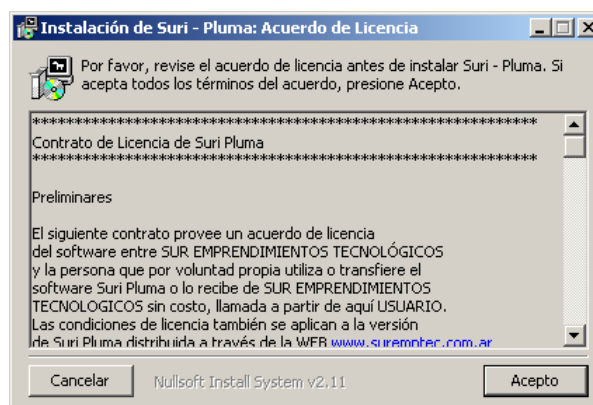 Instalación de Suri - Pluma: Acuerdo de Licencia
Por favor, revise el acuerdo de licencia antes de instalar Suri - Pluma. Si
acepta todos los términos del acuerdo, presione Acepto.
******************************************************************
Contrato de Licencia de Suri Pluma
******************************************************************
Preliminares
El siguiente contrato provee un acuerdo de licencia
del software entre SUR EMPRENDIMIENTOS TECNOLÓGICOS
y la persona que por voluntad propia utiliza o transfiere el
software Suri Pluma o lo recibe de SUR EMPRENDIMIENTOS
TECNOLOGICOS sin costo, llamada a partir de aquí USUARIO.
Las condiciones de licencia también se aplican a la versión
de Suri Pluma distribuida a través de la WEB www.suremptec.com.ar
Cancelar
Nullsoft Install System v2.11
Acepto